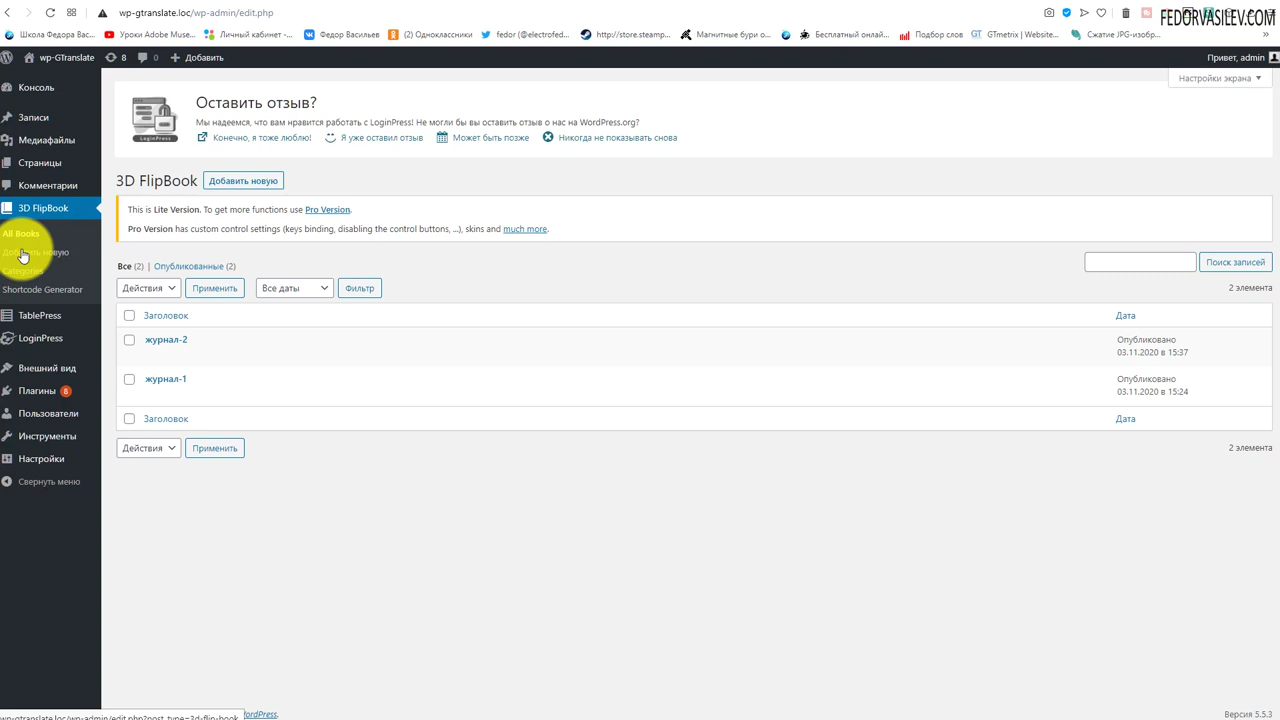 wp-gtranslate.loc/wp-admin/edit.php
FEDORVASILEV.COM
Школа Федора Вас...
Уроки Adobe Muse...
Личный кабинет -...
Федор Васильев
(2) Одноклассники
fedor (@electrofed...
http://store.steamp...
Магнитные бури о...
Бесплатный онлай...
Подбор слов
GTmetrix | Website...
Сжатие JPG-изобр...
»
wp-GTranslate
8
0
Добавить
Привет, admin
Настройки экрана
Консоль
Записи
Медиафайлы
Страницы
Комментарии
3D FlipBook
All Books
Добавить новую
Categories
Shortcode Generator
TablePress
LoginPress
Внешний вид
Плагины 8
Пользователи
Инструменты
Настройки
Свернуть меню
LoginPress
Оставить отзыв?
Мы надеемся, что вам нравится работать с LoginPress! Не могли бы вы оставить отзыв о нас на WordPress.org?
Конечно, я тоже люблю!
Я уже оставил отзыв
Может быть позже
Никогда не показывать снова
3D FlipBook
Добавить новую
This is Lite Version. To get more functions use Pro Version.
Pro Version has custom control settings (keys binding, disabling the control buttons, ...), skins and much more.
Все (2) | Опубликованные (2)
Поиск записей
Действия
Применить
Все даты
Фильтр
2 элемента
Заголовок
Дата
журнал-2
Опубликовано
03.11.2020 в 15:37
журнал-1
Опубликовано
03.11.2020 в 15:24
Заголовок
Дата
Действия
Применить
2 элемента
wp-gtranslate.loc/wp-admin/edit.php?post_type=3d-flip-book
WordPress.
Версия 5.5.3